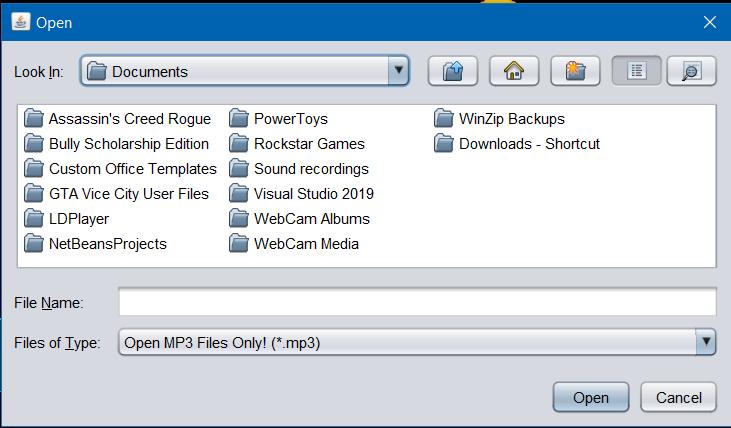 Open
Look In: Documents
Assassin's Creed Rogue
Bully Scholarship Edition
Custom Office Templates
GTA Vice City User Files
LDPlayer
NetBeansProjects
PowerToys
Rockstar Games
Sound recordings
Visual Studio 2019
WebCam Albums
WebCam Media
WinZip Backups
Downloads - Shortcut
File Name:
Files of Type: Open MP3 Files Only! (*.mp3)
Open Cancel